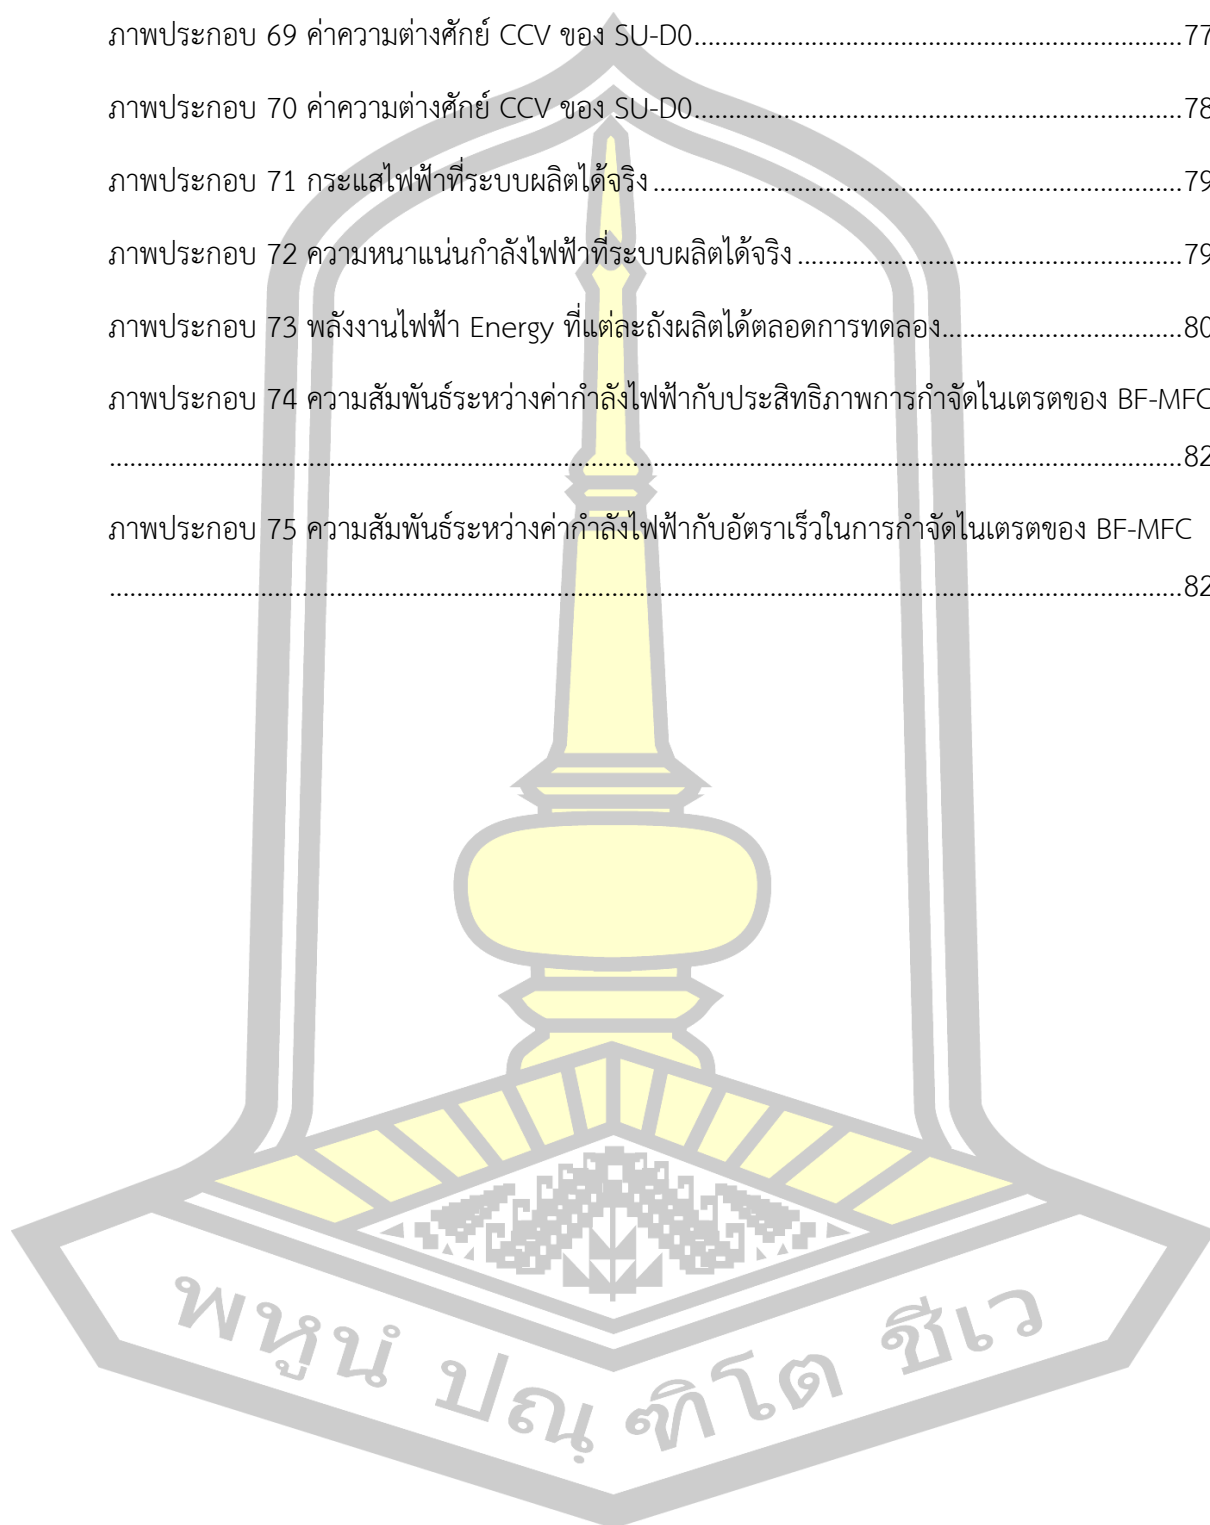 ภาพประกอบ 69 ค่าความต่างศักย์ CCV ของ SU-D0..........................................................................77
ภาพประกอบ 70 ค่าความต่างศักย์ CCV ของ SU-D0..........................................................................78
ภาพประกอบ 71 กระแสไฟฟ้าที่ระบบผลิตได้จริง................................................................................79
ภาพประกอบ 72 ความหนาแน่นกำลังไฟฟ้าที่ระบบผลิตได้จริง..........................................................79
ภาพประกอบ 73 พลังงานไฟฟ้า Energy ที่แต่ละถังผลิตได้ตลอดการทดลอง....................................80
ภาพประกอบ 74 ความสัมพันธ์ระหว่างค่ากำลังไฟฟ้ากับประสิทธิภาพการกำจัดไนเตรตของ BF-MFC
..........................................................................................................................................................82
ภาพประกอบ 75 ความสัมพันธ์ระหว่างค่ากำลังไฟฟ้ากับอัตราเร็วในการกำจัดไนเตรตของ BF-MFC
..........................................................................................................................................................82
พหูนํ ปณฺ ฑิโต ชีเว